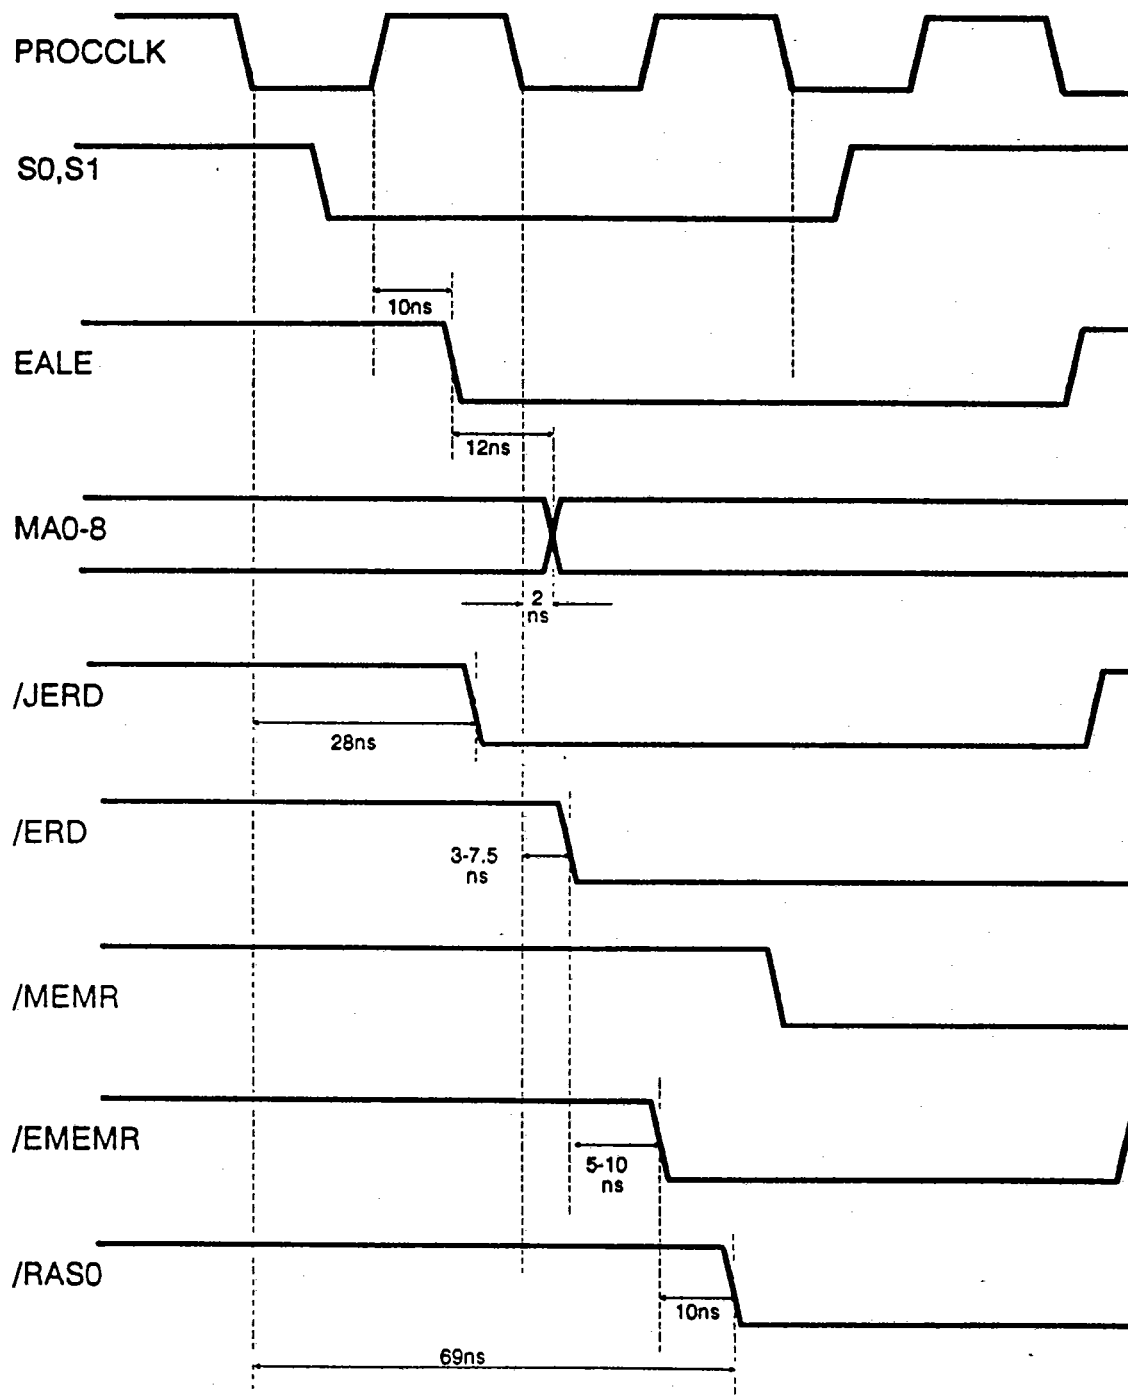 PROCCLK
S0,S1
10ns
EALE
12ns
MA0-8
2
ns
/JERD
28ns
/ERD
3-7.5
ns
/MEMR
/EMEMR
5-10
ns
/RAS0
10ns
69ns